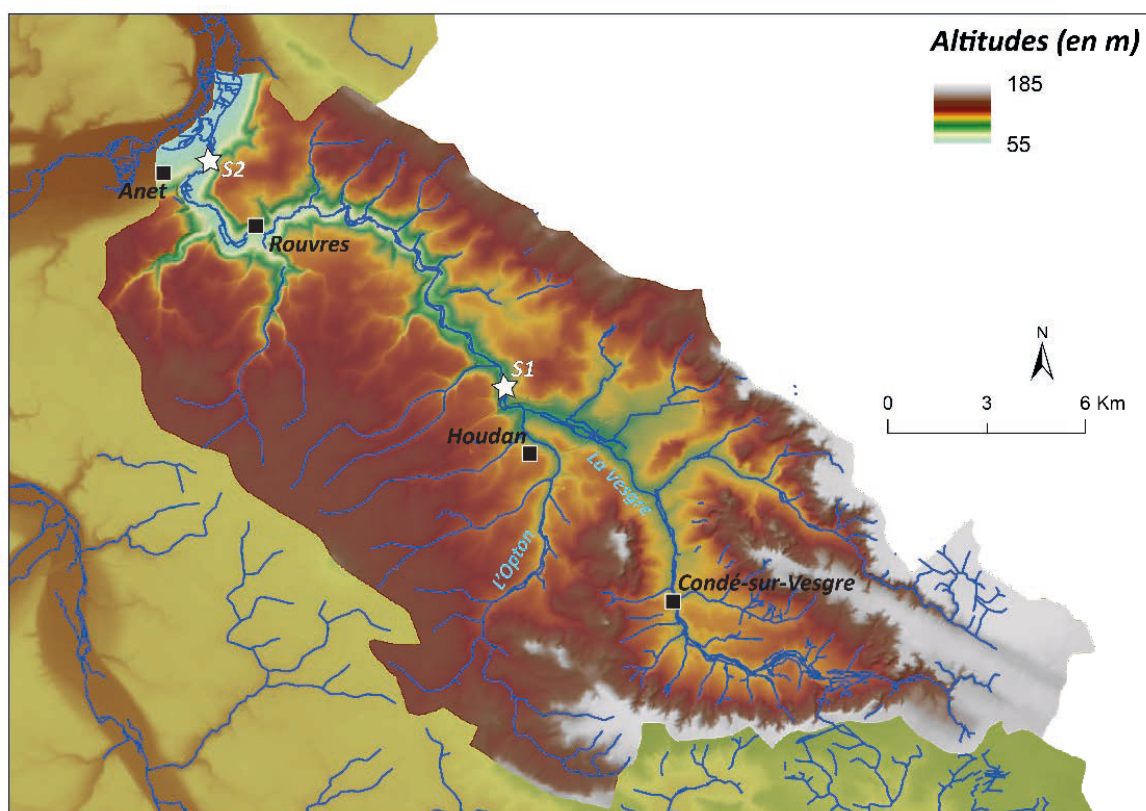 Altitudes (en m)
185
55
S2
Anet
Rouvres
N
S1
0 3 6 Km
Houdan
La Vesgre
L'Opton
Condé-sur-Vesgre